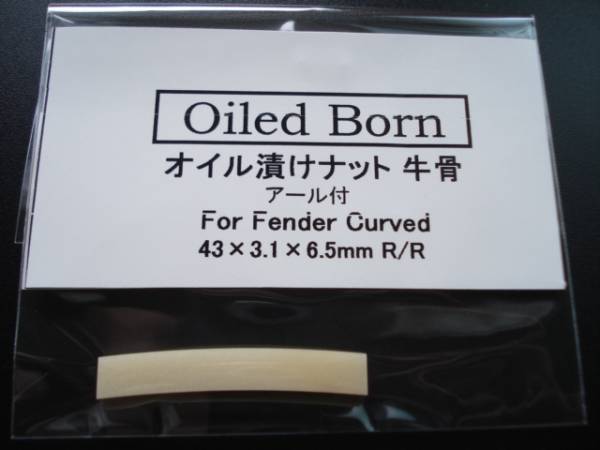 Oiled Born
オイル漬けナット 牛骨
アール付
For Fender Curved
43×3.1×6.5mm R/R